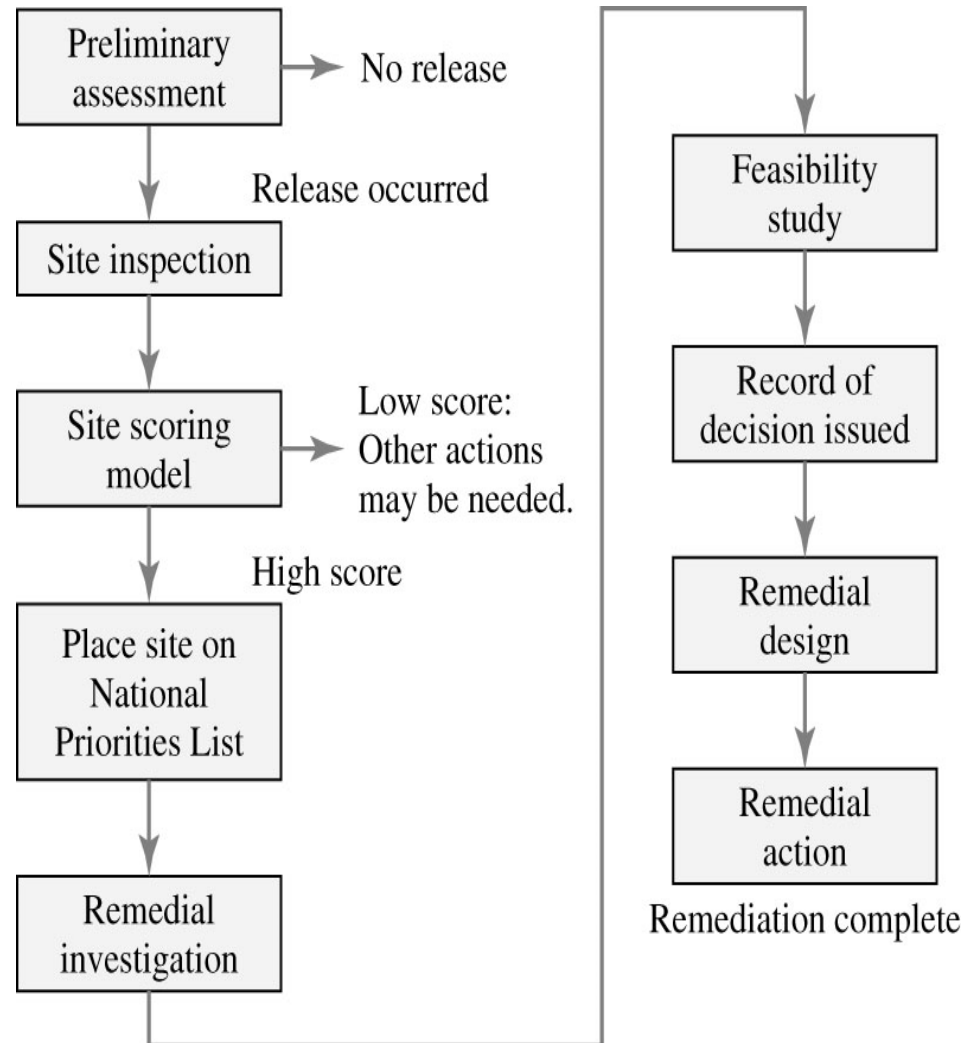 Preliminary
assessment
No release
Release occurred
Site inspection
Site scoring
model
Low score:
Other actions
may be needed.
High score
Place site on
National
Priorities List
Remedial
investigation
Feasibility
study
Record of
decision issued
Remedial
design
Remedial
action
Remediation complete